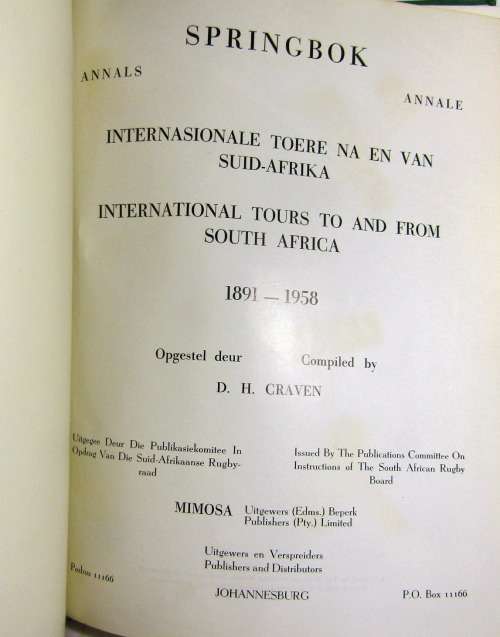 SPRINGBOK
ANNALS
ANNALE
INTERNASIONALE TOERE NA EN VAN
SUID-AFRIKA
INTERNATIONAL TOURS TO AND FROM
SOUTH AFRICA
1891 — 1958
Opgestel deur
Compiled by
D. H. CRAVEN
Uitgegee Deur Die Publikasiekomitee In
Opdrag Van Die Suid-Afrikaanse Rugby-
raad
Issued By The Publications Committee On
Instructions of The South African Rugby
Board
MIMOSA
Uitgewers (Edms.) Beperk
Publishers (Pty.) Limited
Uitgewers en Verspreiders
Publishers and Distributors
Posbus 11166
JOHANNESBURG
P.O. Box 11166